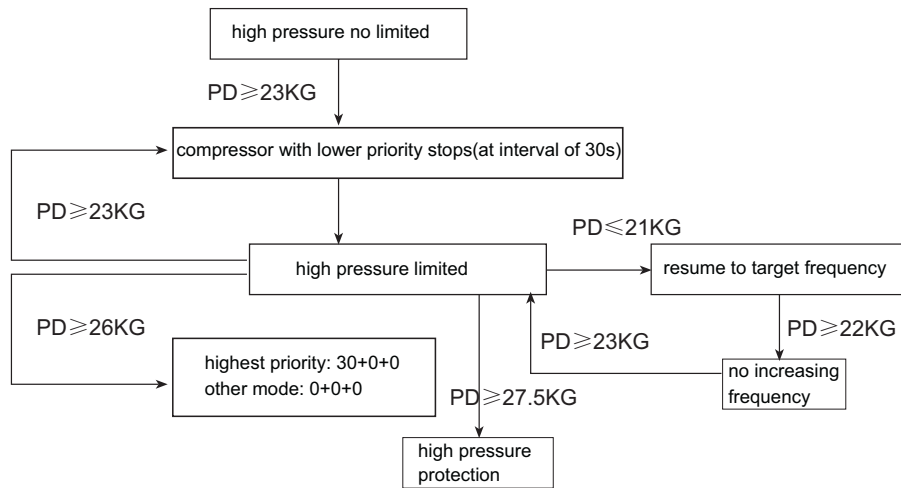 high pressure no limited
PD≥23KG
compressor with lower priority stops(at interval of 30s)
PD≥23KG
PD≤21KG
high pressure limited
resume to target frequency
PD≥26KG
PD≥23KG
PD≥22KG
highest priority: 30+0+0
other mode: 0+0+0
no increasing
frequency
PD≥27.5KG
high pressure
protection